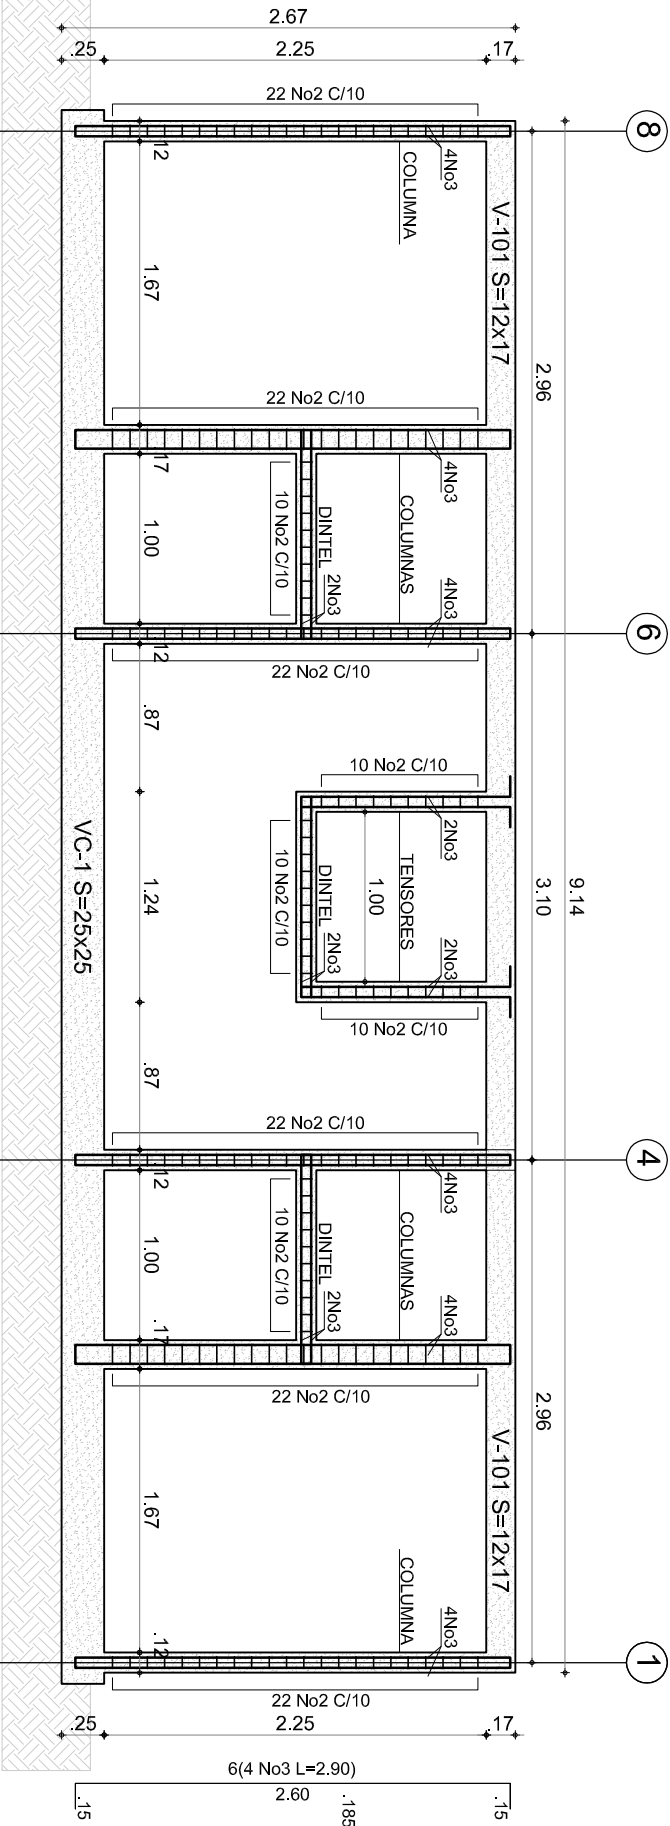 2.67
.25
2.25
.17
22 No2 C/10
8
12
4No3
COLUMNA
V-101 S=12x17
1.67
2.96
22 No2 C/10
17
4No3
COLUMNAS
1.00
10 No2 C/10
DINTEL
2No3
4No3
6
12
22 No2 C/10
.87
10 No2 C/10
2No3
VC-1 S=25x25
1.24
10 No2 C/10
DINTEL
2No3
1.00
TENSORES
2No3
3.10
9.14
10 No2 C/10
.87
22 No2 C/10
4
.12
4No3
COLUMNAS
1.00
10 No2 C/10
DINTEL
2No3
4No3
.17
22 No2 C/10
2.96
V-101 S=12x17
1.67
COLUMNA
4No3
.12
1
22 No2 C/10
.25
2.25
.17
6(4 No3 L=2.90)
2.60
.15
.185
.15